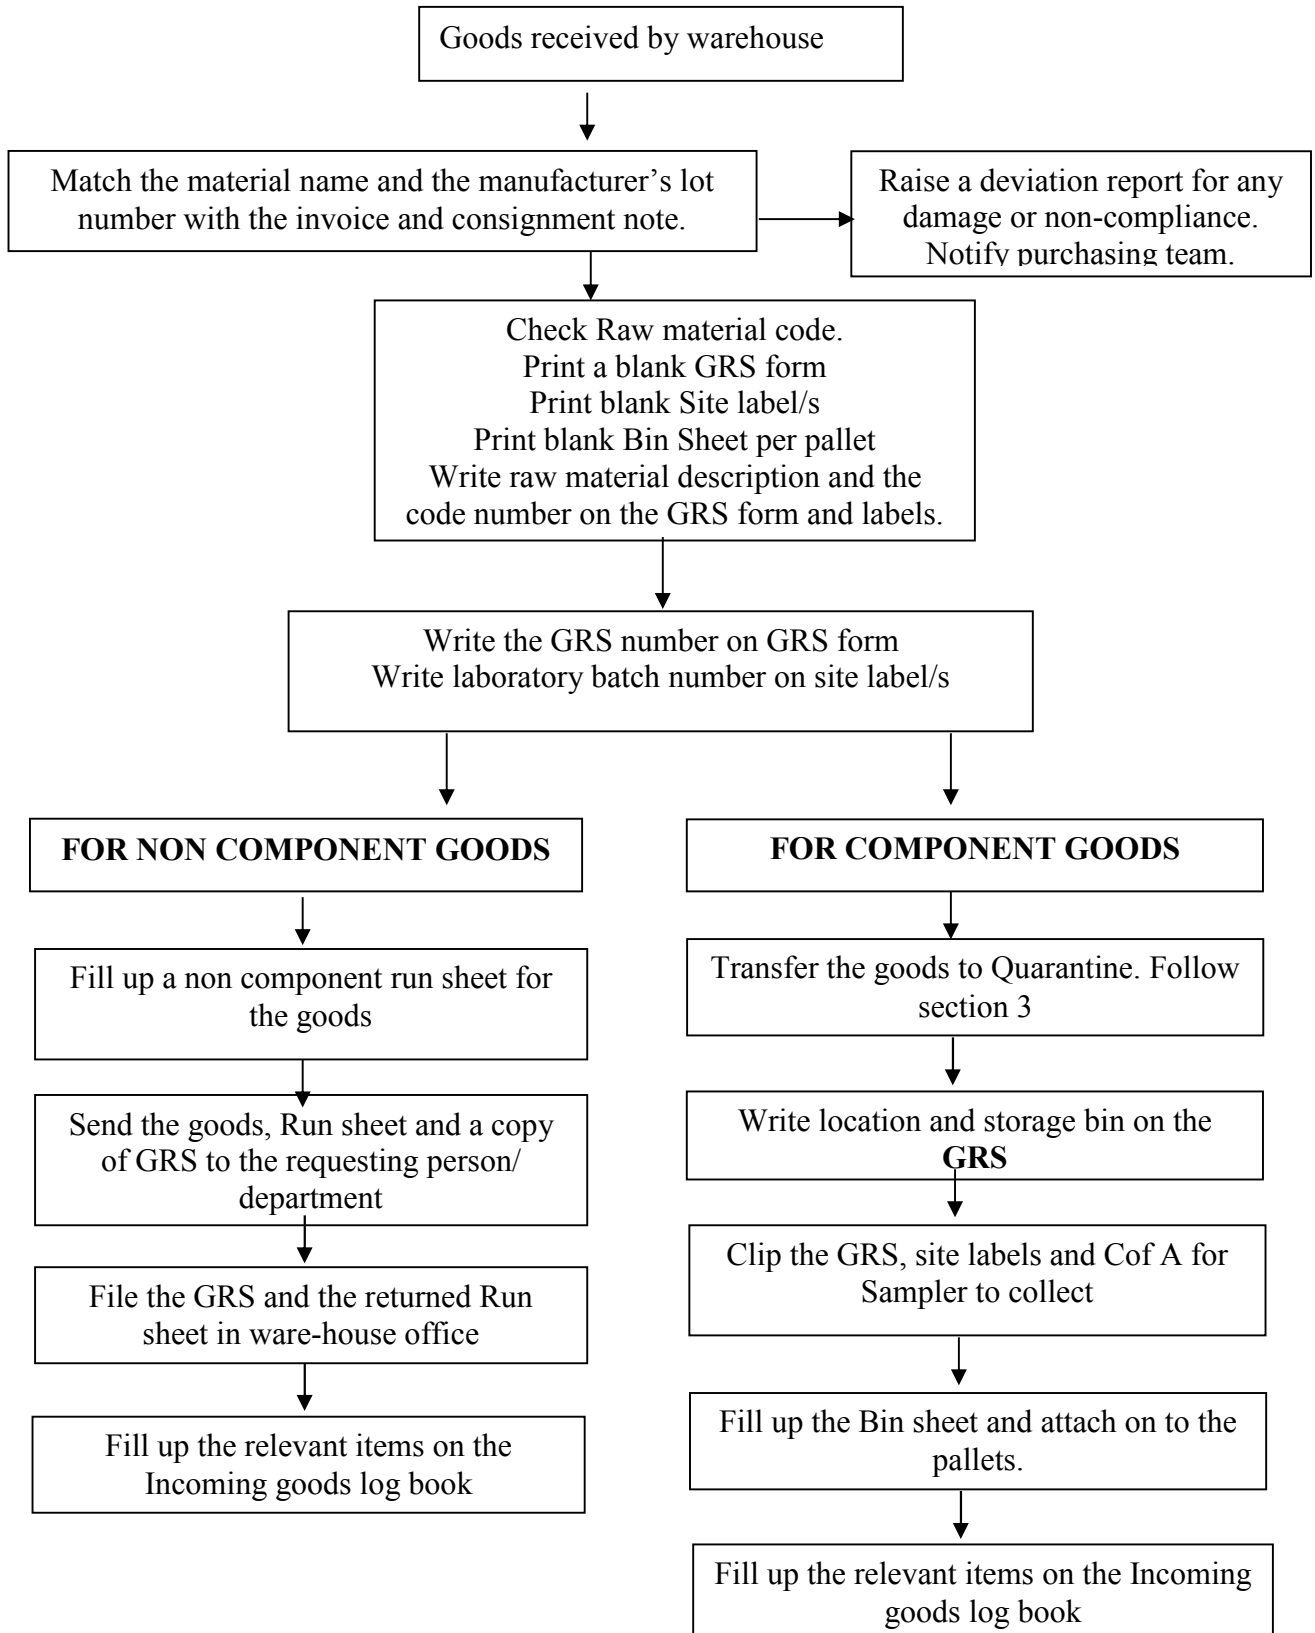 Goods received by warehouse
Match the material name and the manufacturer’s lot
number with the invoice and consignment note.
Raise a deviation report for any
damage or non-compliance.
Notify purchasing team.
Check Raw material code.
Print a blank GRS form
Print blank Site label/s
Print blank Bin Sheet per pallet
Write raw material description and the
code number on the GRS form and labels.
Write the GRS number on GRS form
Write laboratory batch number on site label/s
FOR NON COMPONENT GOODS
Fill up a non component run sheet for
the goods
Send the goods, Run sheet and a copy
of GRS to the requesting person/
department
File the GRS and the returned Run
sheet in ware-house office
Fill up the relevant items on the
Incoming goods log book
FOR COMPONENT GOODS
Transfer the goods to Quarantine. Follow
section 3
Write location and storage bin on the
GRS
Clip the GRS, site labels and Cof A for
Sampler to collect
Fill up the Bin sheet and attach on to the
pallets.
Fill up the relevant items on the Incoming
goods log book